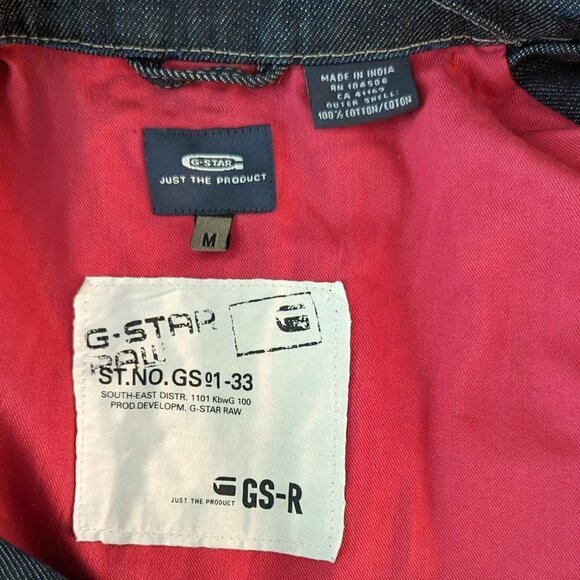 MADE IN INDIA
RN 104506
CA 41165
OUTER SHELL:
100% COTTON/COTON
G-STAR
JUST THE PRODUCT
M
G-STAR
RAW
ST.NO.GS01-33
SOUTH-EAST DISTR. 1101 KbwG 100
PROD.DEVELOPM. G-STAR RAW
JUST THE PRODUCT GS-R